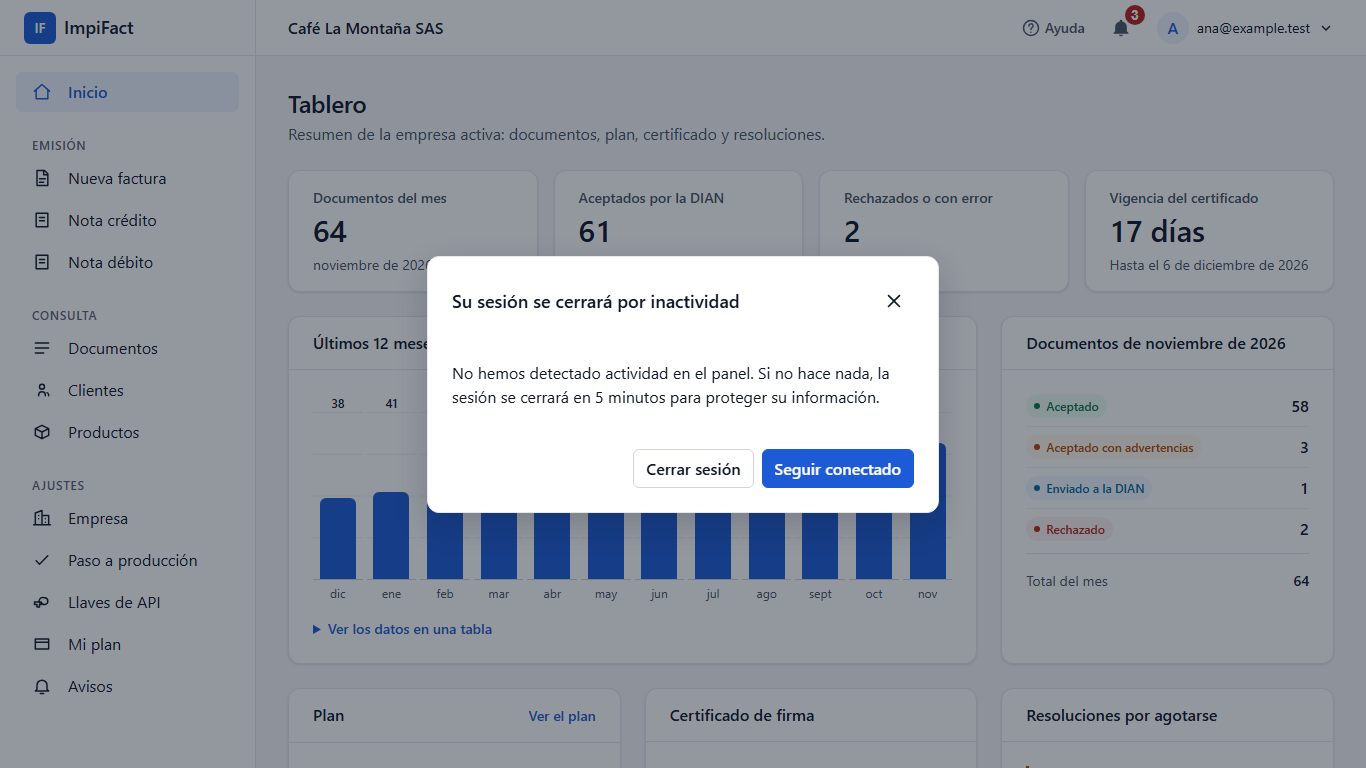 IF ImpiFact
Café La Montaña SAS
Ayuda
3
A
ana@example.test
Inicio
EMISIÓN
Nueva factura
Nota crédito
Nota débito
CONSULTA
Documentos
Clientes
Productos
AJUSTES
Empresa
Paso a producción
Llaves de API
Mi plan
Avisos
Tablero
Resumen de la empresa activa: documentos, plan, certificado y resoluciones.
Documentos del mes
64
noviembre de 2026
Aceptados por la DIAN
61
Rechazados o con error
2
Vigencia del certificado
17 días
Hasta el 6 de diciembre de 2026
Su sesión se cerrará por inactividad
No hemos detectado actividad en el panel. Si no hace nada, la
sesión se cerrará en 5 minutos para proteger su información.
Cerrar sesión
Seguir conectado
Últimos 12
38 41
dic ene feb mar abr may jun jul ago sept oct nov
Ver los datos en una tabla
Documentos de noviembre de 2026
Aceptado 58
Aceptado con advertencias 3
Enviado a la DIAN 1
Rechazado 2
Total del mes 64
Plan
Ver el plan
Certificado de firma
Resoluciones por agotarse